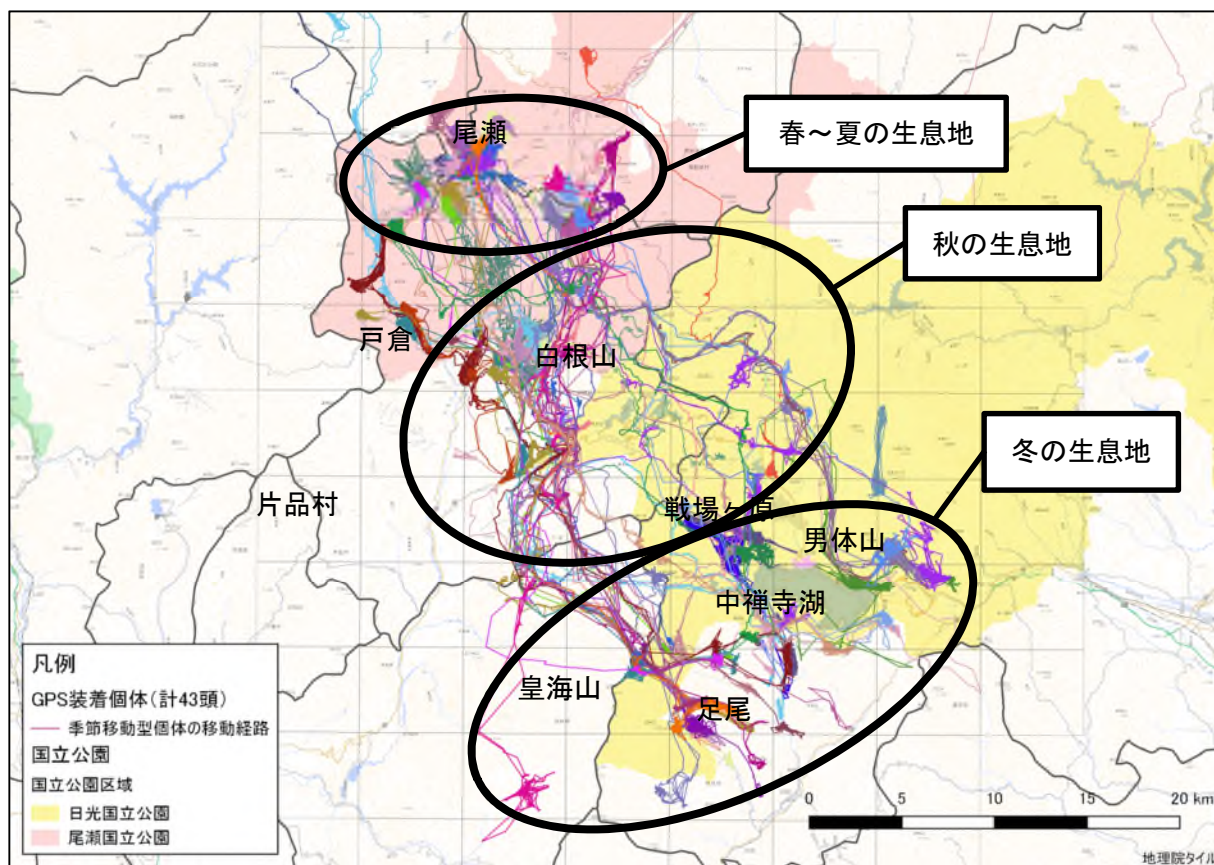 尾瀬
春～夏の生息地
秋の生息地
戸倉
白根山
冬の生息地
片品村
戦場ヶ原
男体山
中禅寺湖
皇海山
足尾
凡例
GPS装着個体(計43頭)
季節移動型個体の移動経路
国立公園
国立公園区域
日光国立公園
尾瀬国立公園
0 5 10 15 20 km
地理院タイル